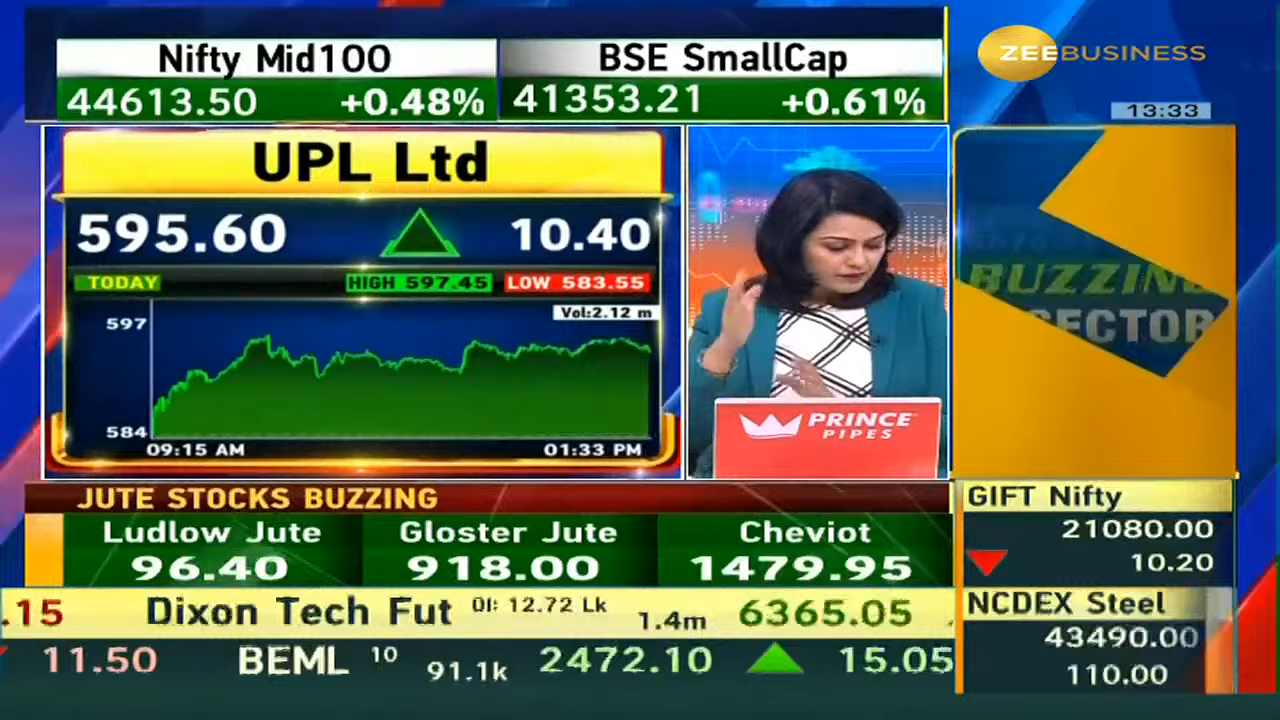 Nifty Mid100
44613.50 +0.48%
BSE SmallCap
41353.21 +0.61%
ZEEBUSINESS
13:33
UPL Ltd
595.60 10.40
TODAY HIGH 597.45 LOW 583.55
Vol:2.12 m
597
584
09:15 AM 01:33 PM
PRINCE
PIPES
BUZZING
SECTOR
JUTE STOCKS BUZZING
Ludlow Jute Gloster Jute Cheviot
96.40 918.00 1479.95
GIFT Nifty
21080.00
10.20
NCDEX Steel
43490.00
110.00
.15 Dixon Tech Fut OI: 12.72 Lk 1.4m 6365.05
11.50 BEML 10 91.1k 2472.10 15.05